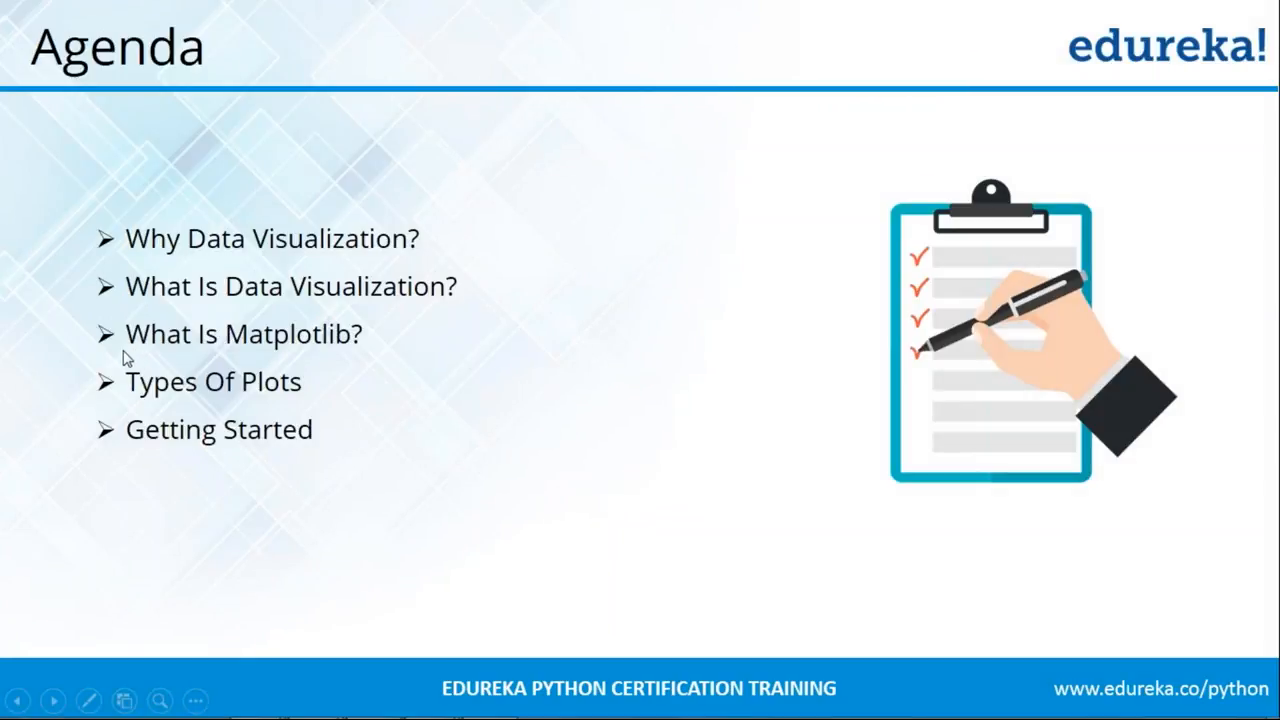 Agenda
edureka!
Why Data Visualization?
What Is Data Visualization?
What Is Matplotlib?
Types Of Plots
Getting Started
EDUREKA PYTHON CERTIFICATION TRAINING
www.edureka.co/python